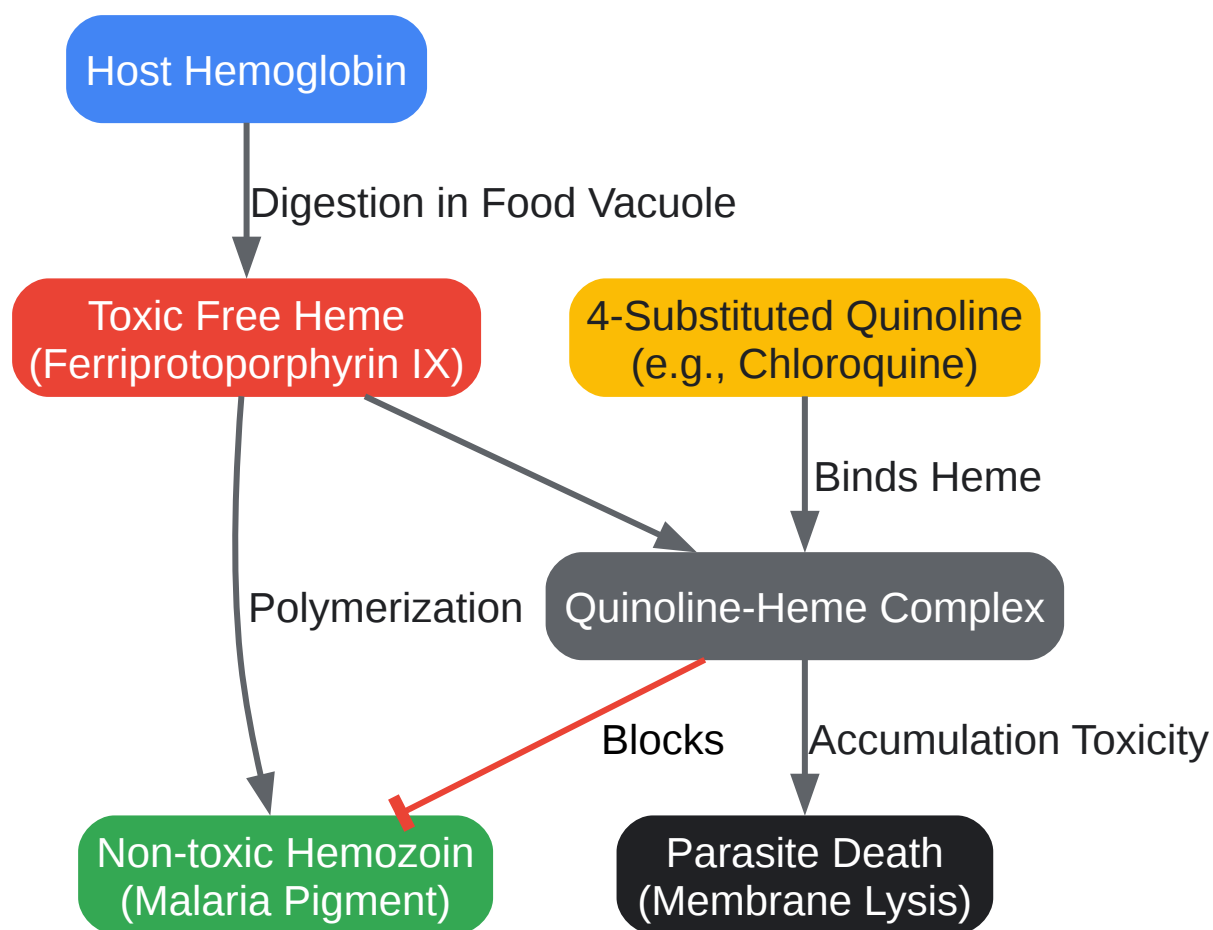 Host Hemoglobin
Digestion in Food Vacuole
Toxic Free Heme
(Ferriprotoporphyrin IX)
4-Substituted Quinoline
(e.g., Chloroquine)
Binds Heme
Polymerization
Quinoline-Heme Complex
Blocks
Accumulation Toxicity
Non-toxic Hemozoin
(Malaria Pigment)
Parasite Death
(Membrane Lysis)